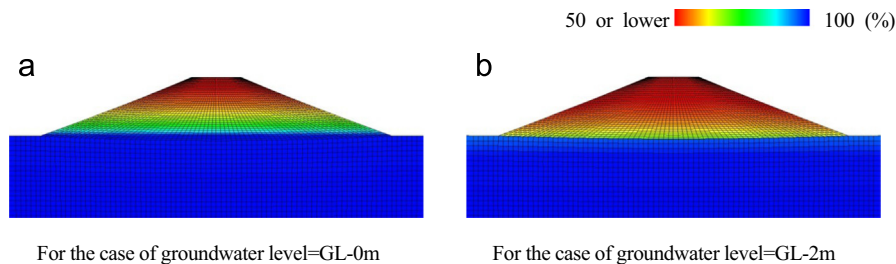 50 or lower 100 (%)
a
b
For the case of groundwater level=GL-0m
For the case of groundwater level=GL-2m